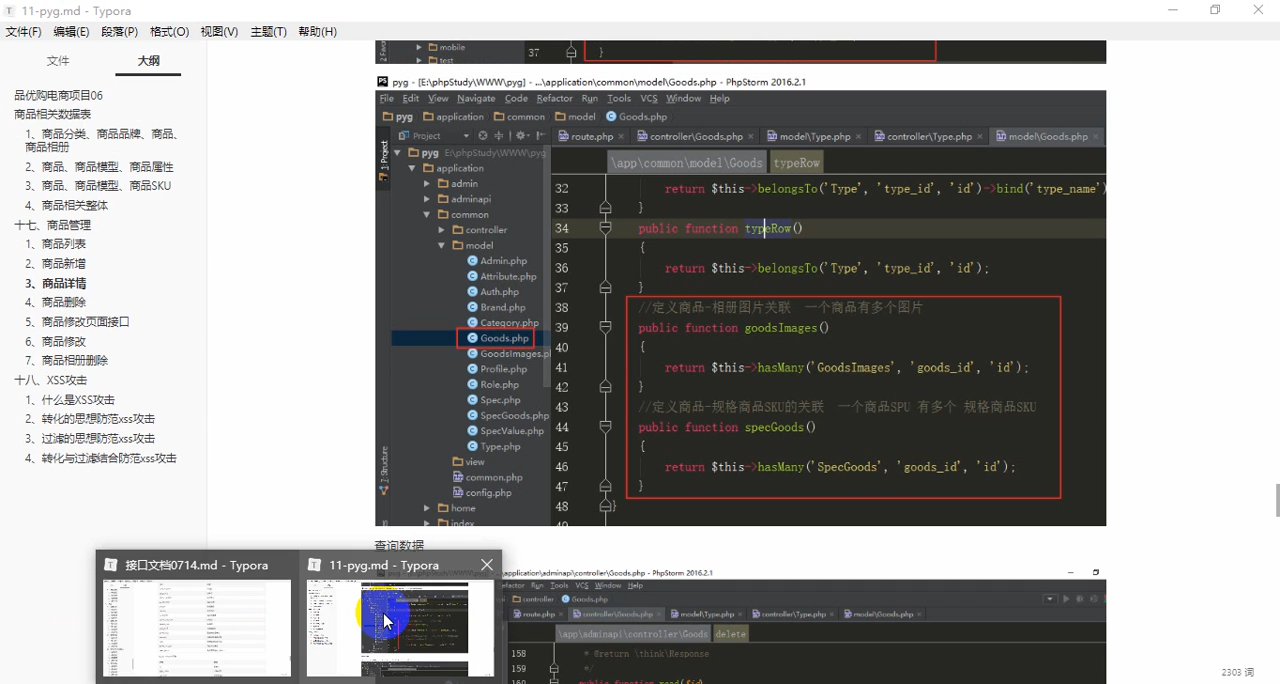 11-pyg.md - Typora
文件(F) 编辑(E) 段落(P) 格式(O) 视图(V) 主题(T) 帮助(H)
文件 大纲
品优购电商项目06
商品相关数据表
1、商品分类、商品品牌、商品、
商品相册
2、商品、商品模型、商品属性
3、商品、商品模型、商品SKU
4、商品相关整体
十七、商品管理
1、商品列表
2、商品新增
3、商品详情
4、商品删除
5、商品修改页面接口
6、商品修改
7、商品相册删除
十八、XSS攻击
1、什么是XSS攻击
2、转化的思想防范xss攻击
3、过滤的思想防范xss攻击
4、转化与过滤结合防范xss攻击
mobile
test
37 }
pyg - [E:\phpStudy\WWW\pyg] - ...\application\common\model\Goods.php - PhpStorm 2016.2.1
File Edit View Navigate Code Refactor Run Tools VCS Window Help
pyg application common model Goods.php
Project
route.php controller\Goods.php model\Type.php controller\Type.php model\Goods.php
1: Project
pyg E:\phpStudy\WWW\pyg
application
admin
adminapi
common
controller
model
Admin.php
Attribute.php
Auth.php
Brand.php
Category.php
Goods.php
GoodsImages.p
Profile.php
Role.php
Spec.php
SpecGoods.php
SpecValue.php
Type.php
view
common.php
config.php
home
index
Structure
\app\common\model\Goods typeRow
32 return $this->belongsTo('Type', 'type_id', 'id')->bind('type_name')
33 }
34 public function typeRow()
35 {
36 return $this->belongsTo('Type', 'type_id', 'id');
37 }
38 //定义商品-相册图片关联 一个商品有多个图片
39 public function goodsImages()
40 {
41 return $this->hasMany('GoodsImages', 'goods_id', 'id');
42 }
43 //定义商品-规格商品SKU的关联 一个商品SPU 有多个 规格商品SKU
44 public function specGoods()
45 {
46 return $this->hasMany('SpecGoods', 'goods_id', 'id');
47 }
48 }
49
查询数据
接口文档0714.md - Typora
11-pyg.md - Typora
application\adminapi\controller\Goods.php - PhpStorm 2016.2.1
Refactor Run Tools VCS Window Help
controller Goods.php
route.php controller\Goods.php model\Type.php controller\Type.php model\Goods.php
\app\adminapi\controller\Goods delete
158 * @return \think\Response
159 */
160 public function read($id)
2303 词